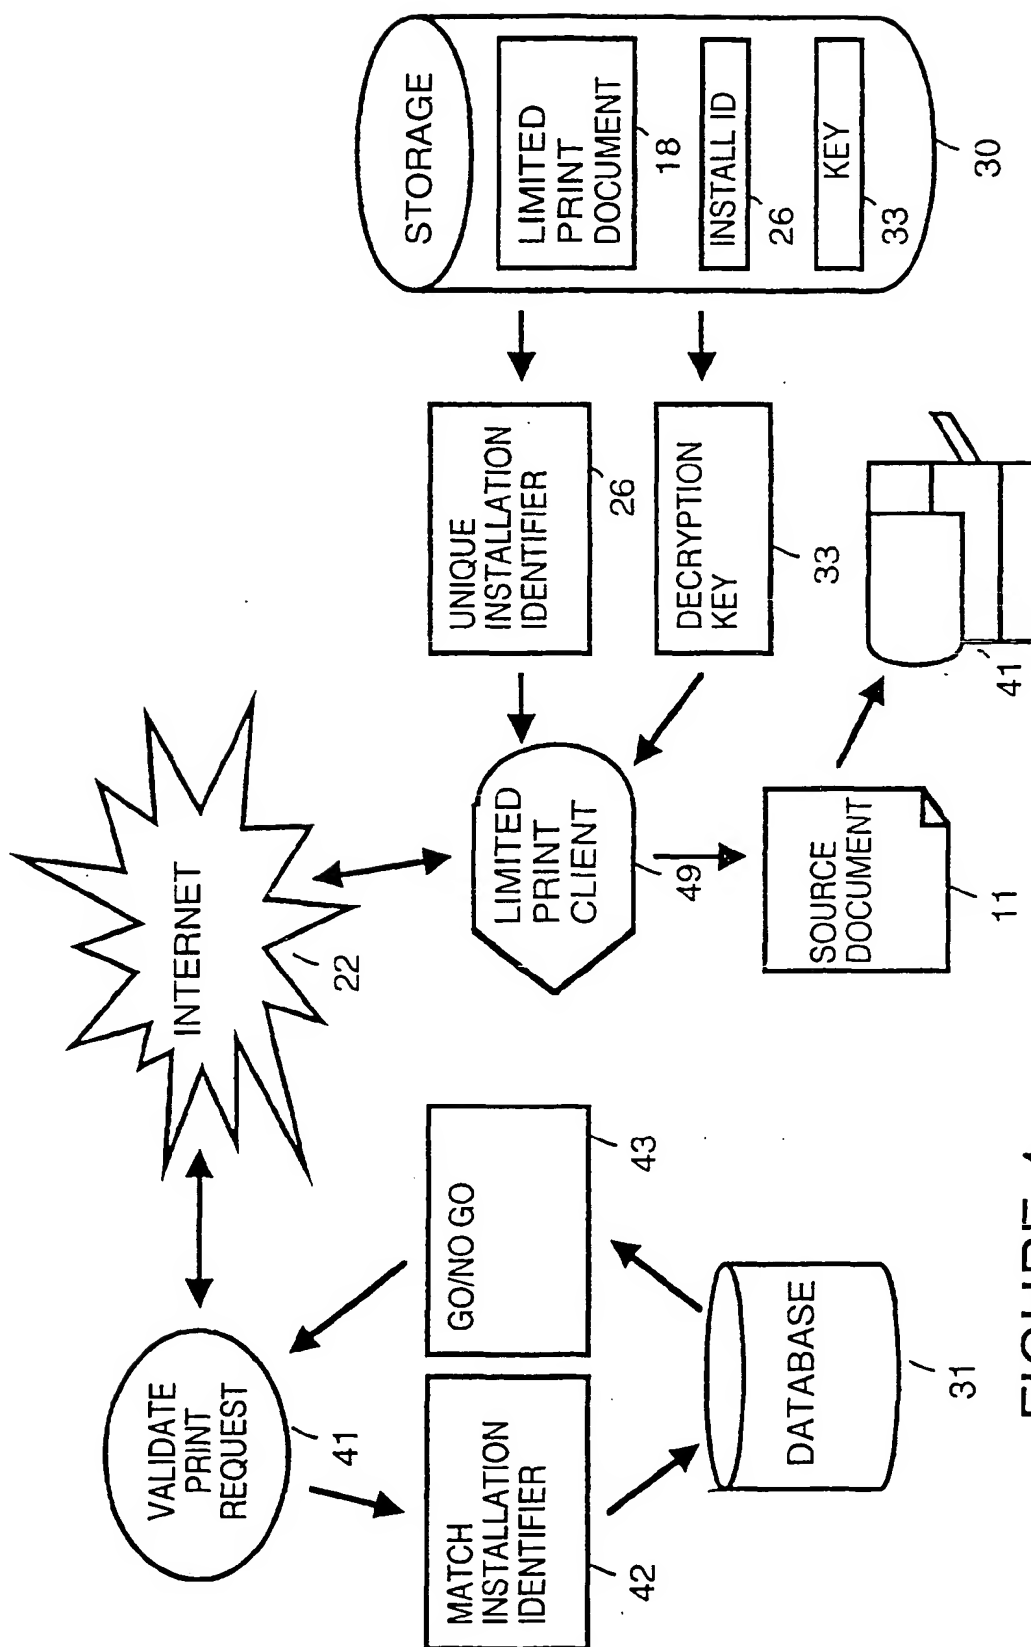 VALIDATE
PRINT
REQUEST
41
INTERNET
22
STORAGE
LIMITED
PRINT
DOCUMENT
18
INSTALL ID
26
KEY
33
30
MATCH
INSTALLATION
IDENTIFIER
42
GO/NO GO
43
LIMITED
PRINT
CLIENT
49
UNIQUE
INSTALLATION
IDENTIFIER
26
DECRYPTION
KEY
33
DATABASE
31
SOURCE
DOCUMENT
11
41
FIGURE